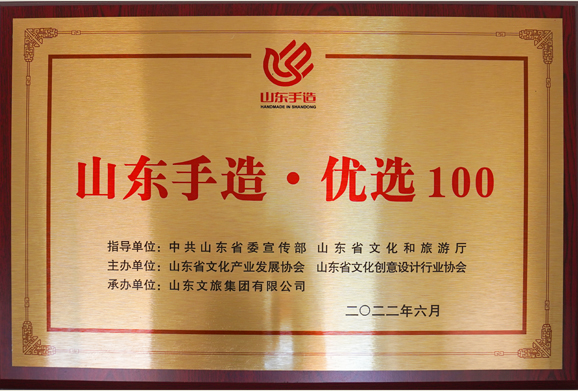 山东手造
HANDMADE IN SHANDONG
山东手造·优选100
指导单位：中共山东省委宣传部 山东省文化和旅游厅
主办单位：山东省文化产业发展协会 山东省文化创意设计行业协会
承办单位：山东文旅集团有限公司
二〇二二年六月